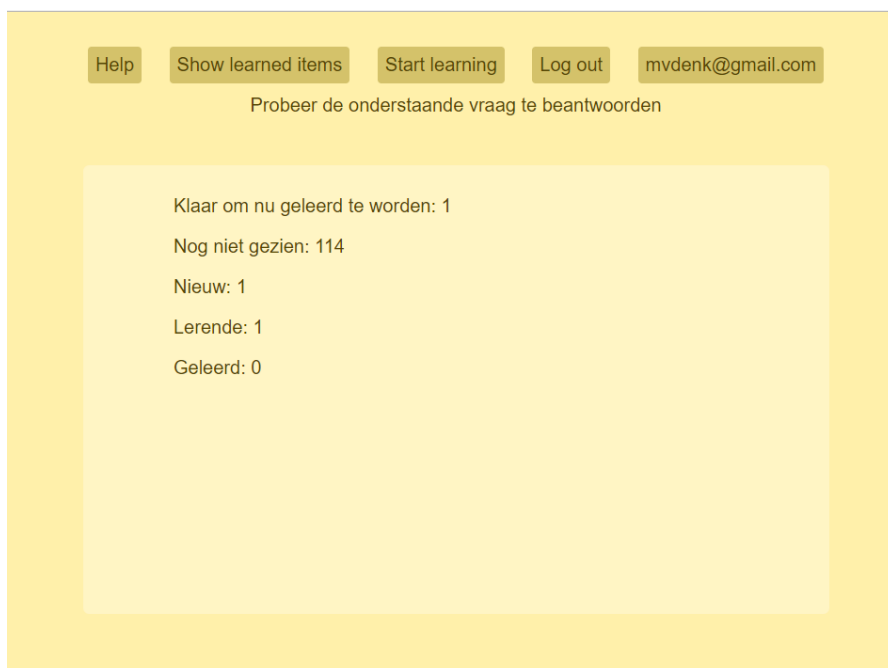 Help Show learned items Start learning Log out mvdenk@gmail.com
Probeer de onderstaande vraag te beantwoorden
Klaar om nu geleerd te worden: 1
Nog niet gezien: 114
Nieuw: 1
Lerende: 1
Geleerd: 0